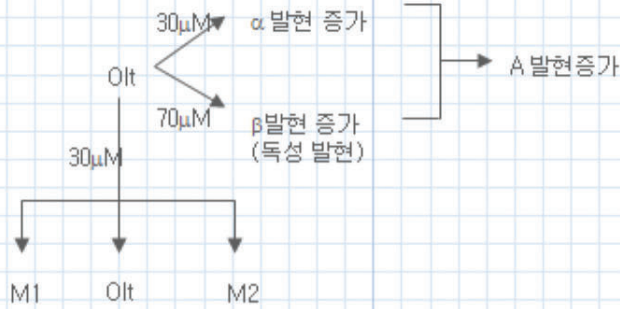 30μM
α 발현 증가
A 발현증가
Olt
70μM
β발현 증가
(독성 발현)
30μM
M1
Olt
M2